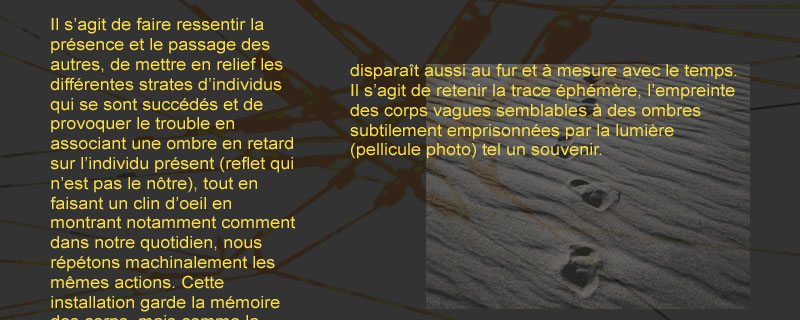 Il s’agit de faire ressentir la
présence et le passage des
autres, de mettre en relief les
différentes strates d’individus
qui se sont succédés et de
provoquer le trouble en
associant une ombre en retard
sur l’individu présent (reflet qui
n’est pas le nôtre), tout en
faisant un clin d’oeil en
montrant notamment comment
dans notre quotidien, nous
répétons machinalement les
mêmes actions. Cette
installation garde la mémoire
des corps, mais comme la
disparaît aussi au fur et à mesure avec le temps.
Il s’agit de retenir la trace éphémère, l’empreinte
des corps vagues semblables à des ombres
subtilement emprisonnées par la lumière
(pellicule photo) tel un souvenir.